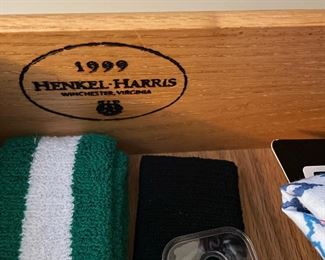 1999
HENKEL-HARRIS
WINCHESTER, VIRGINIA